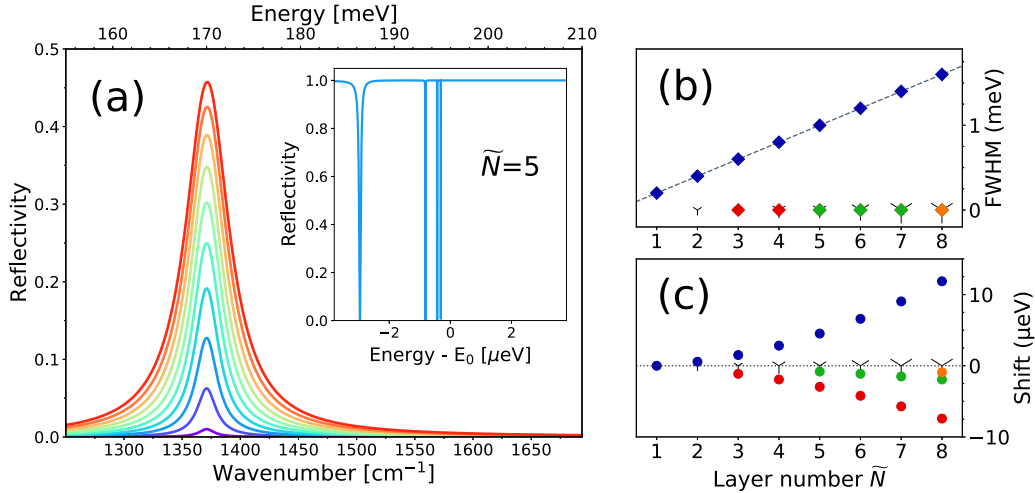 Energy [meV]
160 170 180 190 200 210
0.5
0.4
0.3
0.2
0.1
0.0
Reflectivity
(a)
1300 1350 1400 1450 1500 1550 1600 1650
Wavenumber [cm⁻¹]
1.0
0.8
0.6
0.4
0.2
0.0
Reflectivity
Ñ=5
−2 0 2
Energy - E₀ [μeV]
(b)
1
0
FWHM (meV)
1 2 3 4 5 6 7 8
(c)
10
0
−10
Shift (μeV)
1 2 3 4 5 6 7 8
Layer number Ñ